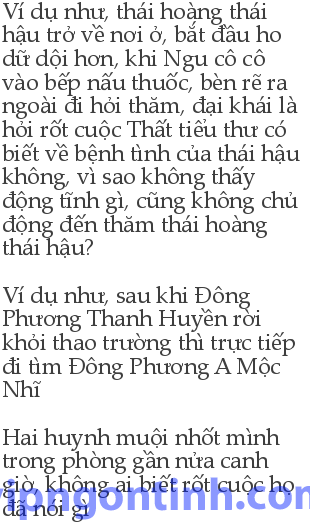 Ví dụ như, thái hoàng thái
hậu trở về nơi ở, bắt đầu ho
dữ dội hơn, khi Ngu cô cô
vào bếp nấu thuốc, bèn rẽ ra
ngoài đi hỏi thăm, đại khái là
hỏi rốt cuộc Thất tiểu thư có
biết về bệnh tình của thái hậu
không, vì sao không thấy
động tĩnh gì, cũng không chủ
động đến thăm thái hoàng
thái hậu?
Ví dụ như, sau khi Đông
Phương Thanh Huyền rời
khỏi thao trường thì trực tiếp
đi tìm Đông Phương A Mộc
Nhĩ
Hai huynh muội nhốt mình
trong phòng gần nửa canh
giờ, không ai biết rốt cuộc họ
đã nói gì
vipngontinh.com